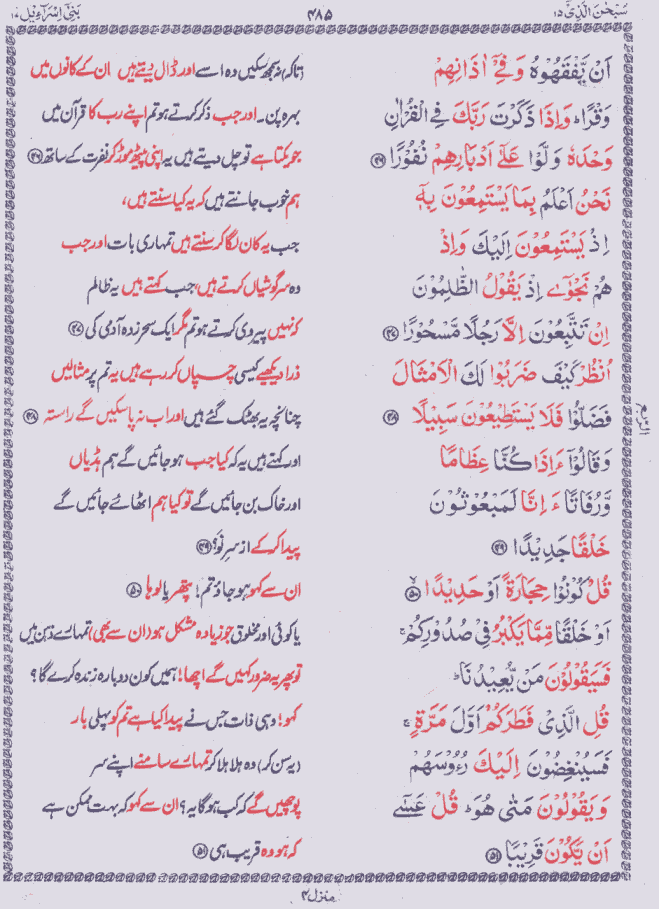 سُبْحٰنَ الَّذِیْٓ ۱۵
۴۸۵
بَنِیْٓ اِسْرَآءِیْل ۱۷
اَنْ یَّفْقَهُوْهُ وَ فِیْۤ اٰذَانِهِمْ
(تاکہ) نہ سمجھ سکیں وہ اسے اور ڈال دیتے ہیں ان کے کانوں میں
وَقْرًا ؕ وَ اِذَا ذَكَرْتَ رَبَّكَ فِی الْقُرْاٰنِ
بہرہ پن۔ اور جب ذکر کرتے ہو تم اپنے رب کا قرآن میں
وَحْدَهٗ وَلَّوْا عَلٰۤی اَدْبَارِهِمْ نُفُوْرًا ﴿۴۶﴾
جو یکتا ہے تو چل دیتے ہیں یہ اپنی پیٹھ موڑ کر نفرت کے ساتھ ﴿۴۶﴾
نَحْنُ اَعْلَمُ بِمَا یَسْتَمِعُوْنَ بِهٖۤ
ہم خوب جانتے ہیں کہ یہ کیا سنتے ہیں،
اِذْ یَسْتَمِعُوْنَ اِلَیْكَ وَ اِذْ
جب یہ کان لگا کر سنتے ہیں تمہاری بات اور جب
هُمْ نَجْوٰۤی اِذْ یَقُوْلُ الظّٰلِمُوْنَ
وہ سرگوشیاں کرتے ہیں، جب کہتے ہیں یہ ظالم
اِنْ تَتَّبِعُوْنَ اِلَّا رَجُلًا مَّسْحُوْرًا ﴿۴۷﴾
کہ نہیں پیروی کرتے ہو تم مگر ایک سحر زدہ آدمی کی ﴿۴۷﴾
اُنْظُرْ كَیْفَ ضَرَبُوْا لَكَ الْاَمْثَالَ
ذرا دیکھیے کیسی چسپاں کر رہے ہیں یہ تم پر مثالیں
فَضَلُّوْا فَلَا یَسْتَطِیْعُوْنَ سَبِیْلًا ﴿۴۸﴾
چنانچہ یہ بھٹک گئے ہیں اور اب نہ پا سکیں گے راستہ ﴿۴۸﴾
وَ قَالُوْۤا ءَاِذَا كُنَّا عِظَامًا
اور کہتے ہیں یہ کہ کیا جب ہو جائیں گے ہم ہڈیاں
وَّ رُفَاتًا ءَاِنَّا لَمَبْعُوْثُوْنَ
اور خاک بن جائیں گے تو کیا ہم اٹھائے جائیں گے
خَلْقًا جَدِیْدًا ﴿۴۹﴾
پیدا کر کے از سرِ نَو؟ ﴿۴۹﴾
قُلْ كُوْنُوْا حِجَارَةً اَوْ حَدِیْدًا ﴿۵۰﴾
ان سے کہو ہو جاؤ تم! پتھر یا لوہا ﴿۵۰﴾
اَوْ خَلْقًا مِّمَّا یَكْبُرُ فِیْ صُدُوْرِكُمْ ۚ
یا کوئی اور مخلوق جو زیادہ مشکل ہو (ان سے بھی) تمہارے ذہن میں
فَسَیَقُوْلُوْنَ مَنْ یُّعِیْدُنَا ؕ
تو پھر یہ ضرور کہیں گے اچھا! ہمیں کون دوبارہ زندہ کرے گا؟
قُلِ الَّذِیْ فَطَرَكُمْ اَوَّلَ مَرَّةٍ ۚ
کہو! وہی ذات جس نے پیدا کیا ہے تم کو پہلی بار
فَسَیُنْغِضُوْنَ اِلَیْكَ رُءُوْسَهُمْ
(یہ سن کر) وہ ہلا ہلا کر تمہارے سامنے اپنے سر
وَ یَقُوْلُوْنَ مَتٰی هُوَ ؕ قُلْ عَسٰۤی
پوچھیں گے کہ کب ہوگا یہ؟ ان سے کہو کہ بہت ممکن ہے
اَنْ یَّكُوْنَ قَرِیْبًا ﴿۵۱﴾
کہ ہو وہ قریب ہی ﴿۵۱﴾
منزل ۴